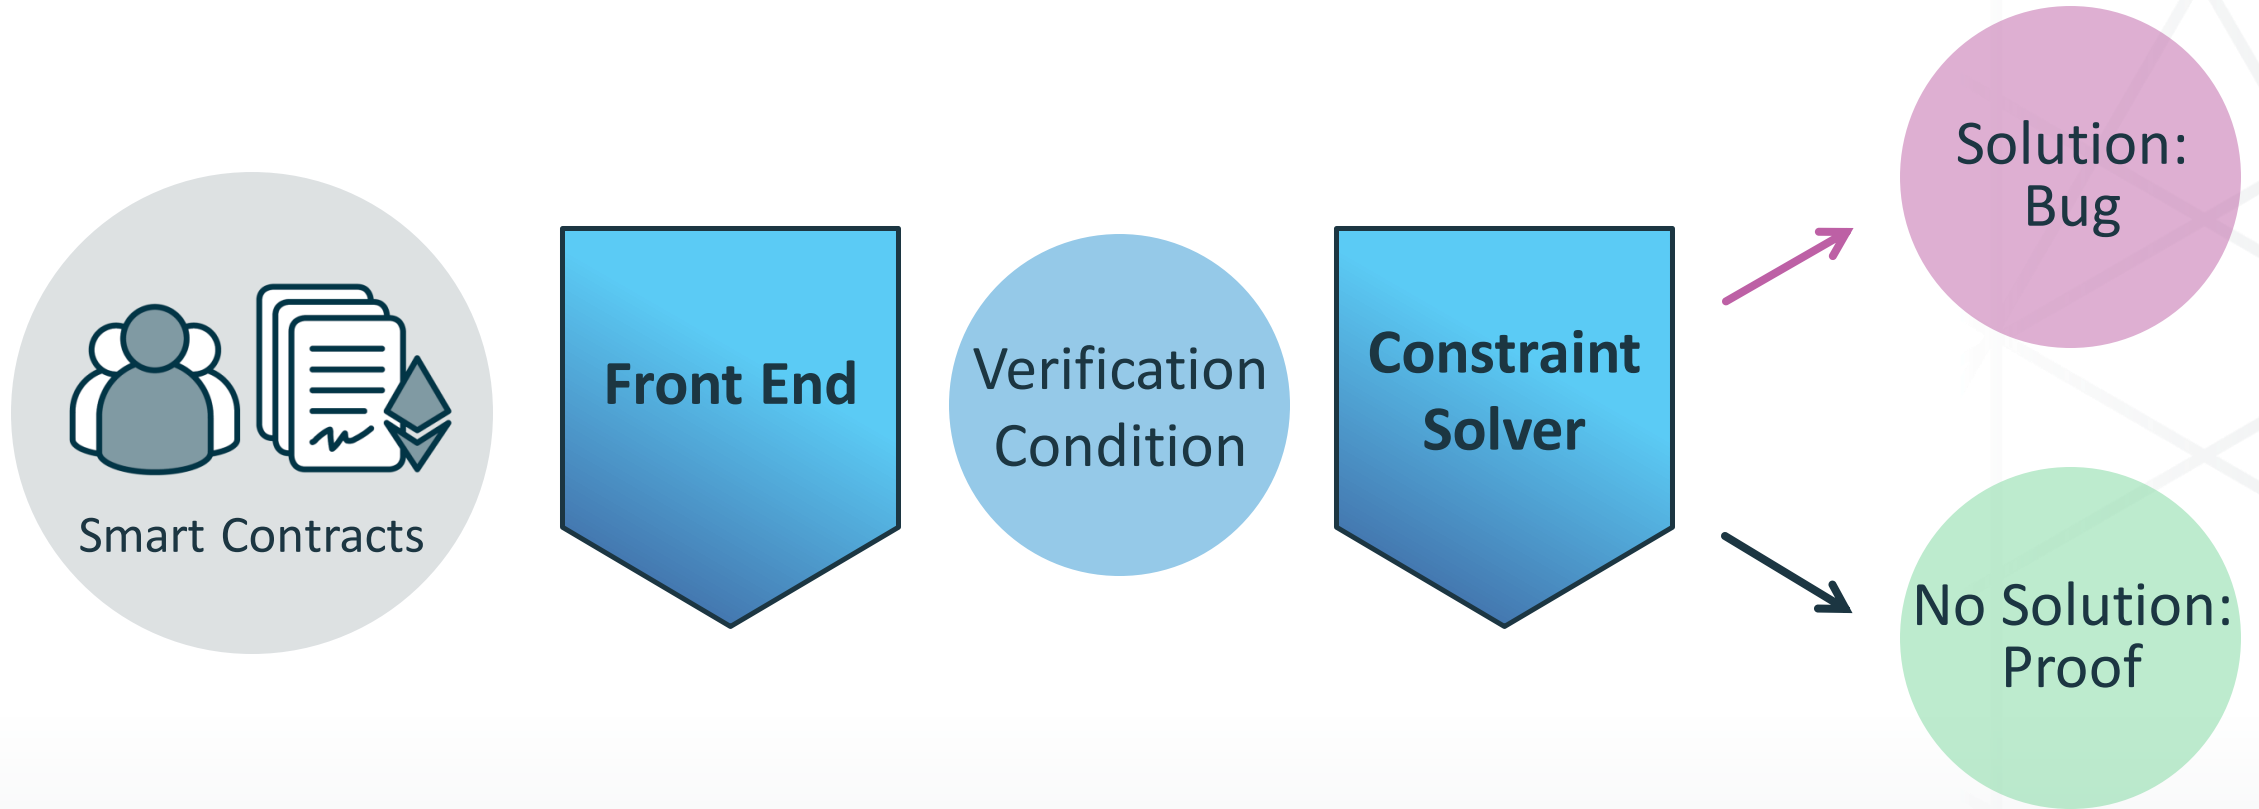 Smart Contracts
Front End
Verification
Condition
Constraint
Solver
Solution:
Bug
No Solution:
Proof